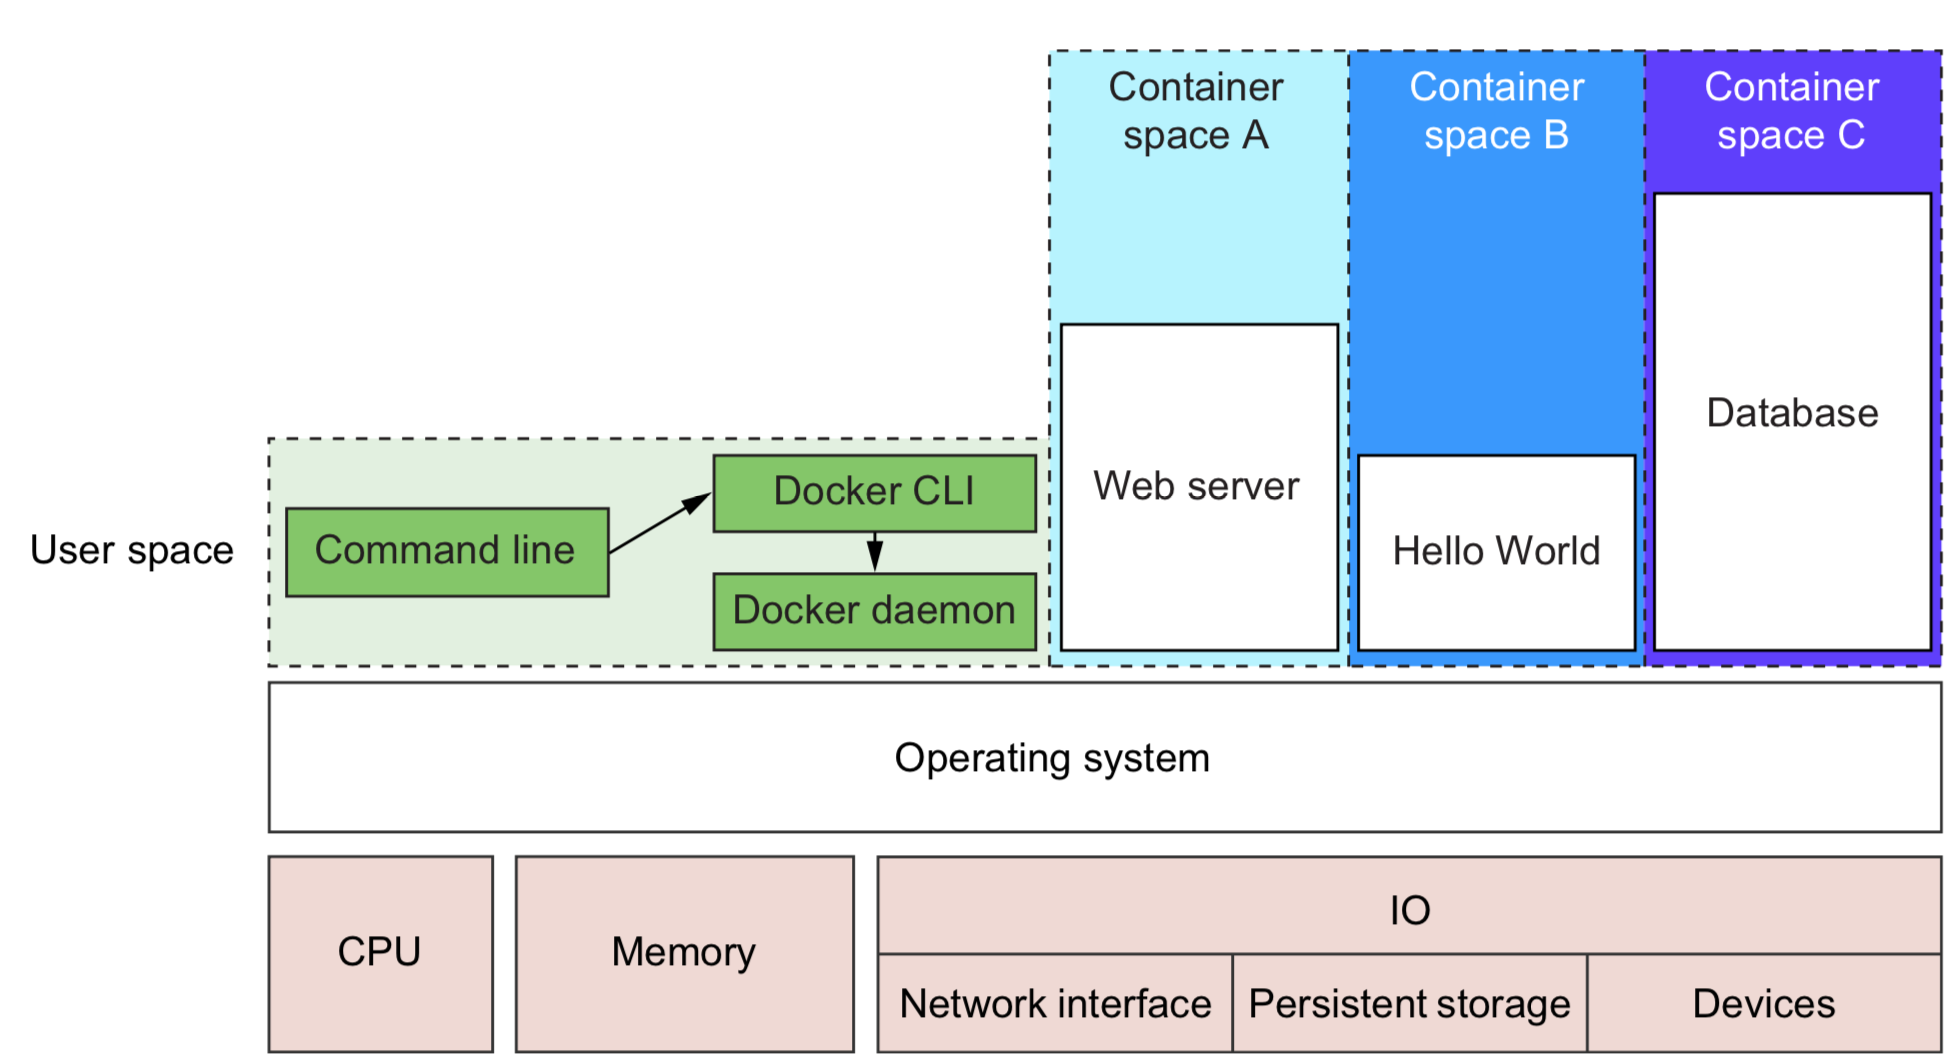 Container
space A
Container
space B
Container
space C
Database
Web server
Docker CLI
User space
Command line
Hello World
Docker daemon
Operating system
CPU
Memory
IO
Network interface
Persistent storage
Devices